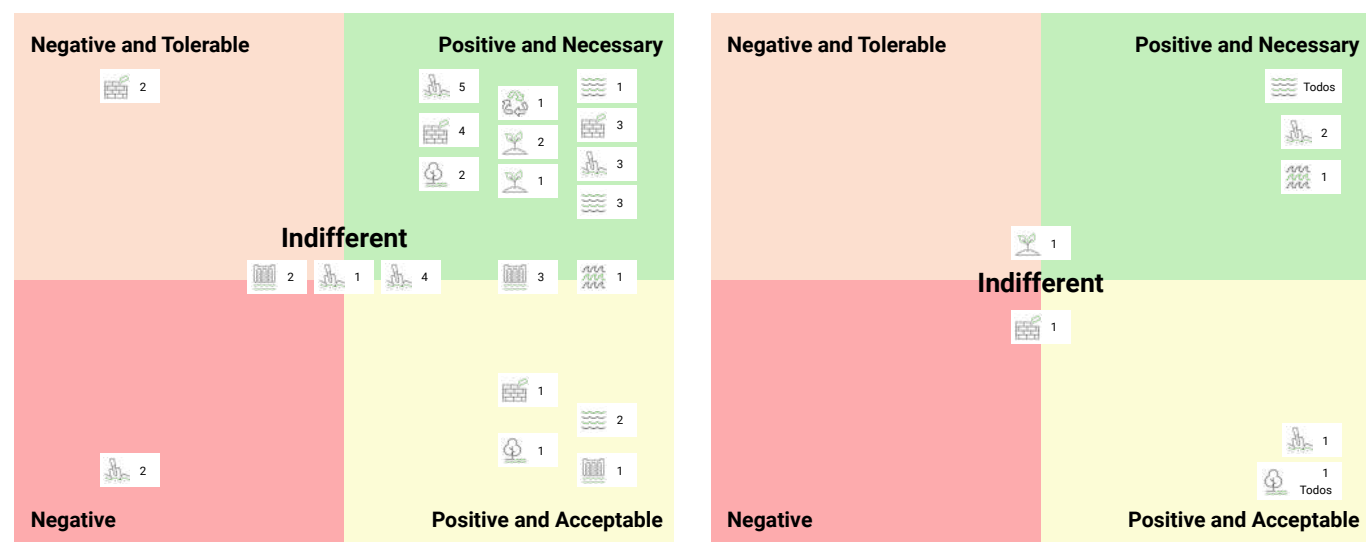 Negative and Tolerable
Positive and Necessary
2
5
1
1
4
3
2
3
2
1
3
Indifferent
2
1
4
3
1
1
2
1
2
1
Negative
Positive and Acceptable
Negative and Tolerable
Positive and Necessary
Todos
2
1
1
Indifferent
1
1
1
Todos
Negative
Positive and Acceptable